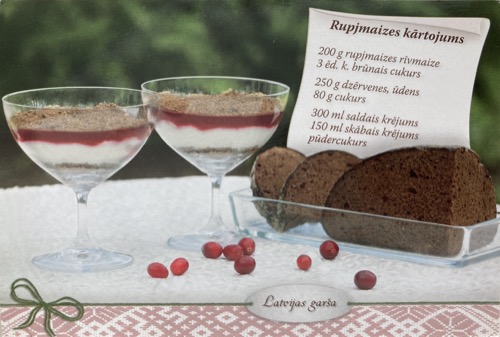 Rupjmaizes kārtojums
200 g rupjmaizes rīvmaize
3 ēd. k. brūnais cukurs
250 g dzērvenes, ūdens
80 g cukurs
300 ml saldais krējums
150 ml skābais krējums
pūdercukurs
Latvijas garša